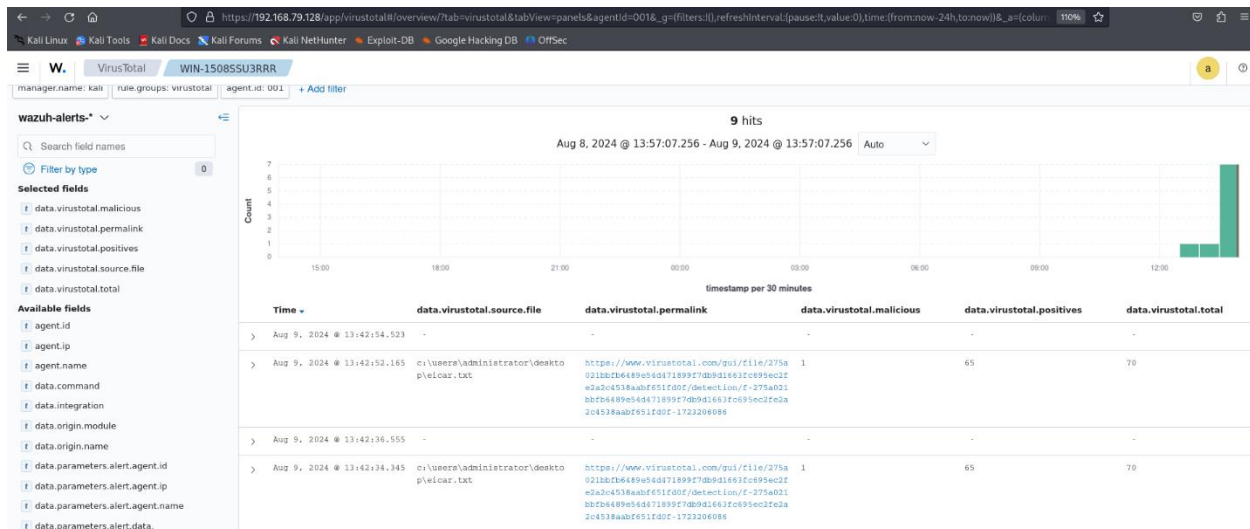 https://192.168.79.128/app/virustotal#/overview/?tab=virustotal&tabView=panels&agentId=001&_g=(filters:!(),refreshInterval:(pause:!t,value:0),time:(from:now-24h,to:now))&_a=(colum 110%
Kali Linux Kali Tools Kali Docs Kali Forums Kali NetHunter Exploit-DB Google Hacking DB OffSec
W. VirusTotal WIN-1508SSU3RRR a
manager.name: kali rule.groups: virustotal agent.id: 001 + Add filter
wazuh-alerts-*
Search field names
Filter by type 0
Selected fields
t data.virustotal.malicious
t data.virustotal.permalink
t data.virustotal.positives
t data.virustotal.source.file
t data.virustotal.total
Available fields
t agent.id
t agent.ip
t agent.name
t data.command
t data.integration
t data.origin.module
t data.origin.name
t data.parameters.alert.agent.id
t data.parameters.alert.agent.ip
t data.parameters.alert.agent.name
t data.parameters.alert.data.
9 hits
Aug 8, 2024 @ 13:57:07.256 - Aug 9, 2024 @ 13:57:07.256 Auto
Count
7
6
5
4
3
2
1
0
15:00 18:00 21:00 00:00 03:00 06:00 09:00 12:00
timestamp per 30 minutes
Time data.virustotal.source.file data.virustotal.permalink data.virustotal.malicious data.virustotal.positives data.virustotal.total
Aug 9, 2024 @ 13:42:54.523 - - - - -
Aug 9, 2024 @ 13:42:52.165 c:\users\administrator\deskto https://www.virustotal.com/gui/file/275a 1 65 70
p\eicar.txt 021bbfb6489e54d471899f7db9d1663fc695ec2f
e2a2c4538aabf651fd0f/detection/f-275a021
bbfb6489e54d471899f7db9d1663fc695ec2fe2a
2c4538aabf651fd0f-1723206086
Aug 9, 2024 @ 13:42:36.555 - - - - -
Aug 9, 2024 @ 13:42:34.345 c:\users\administrator\deskto https://www.virustotal.com/gui/file/275a 1 65 70
p\eicar.txt 021bbfb6489e54d471899f7db9d1663fc695ec2f
e2a2c4538aabf651fd0f/detection/f-275a021
bbfb6489e54d471899f7db9d1663fc695ec2fe2a
2c4538aabf651fd0f-1723206086